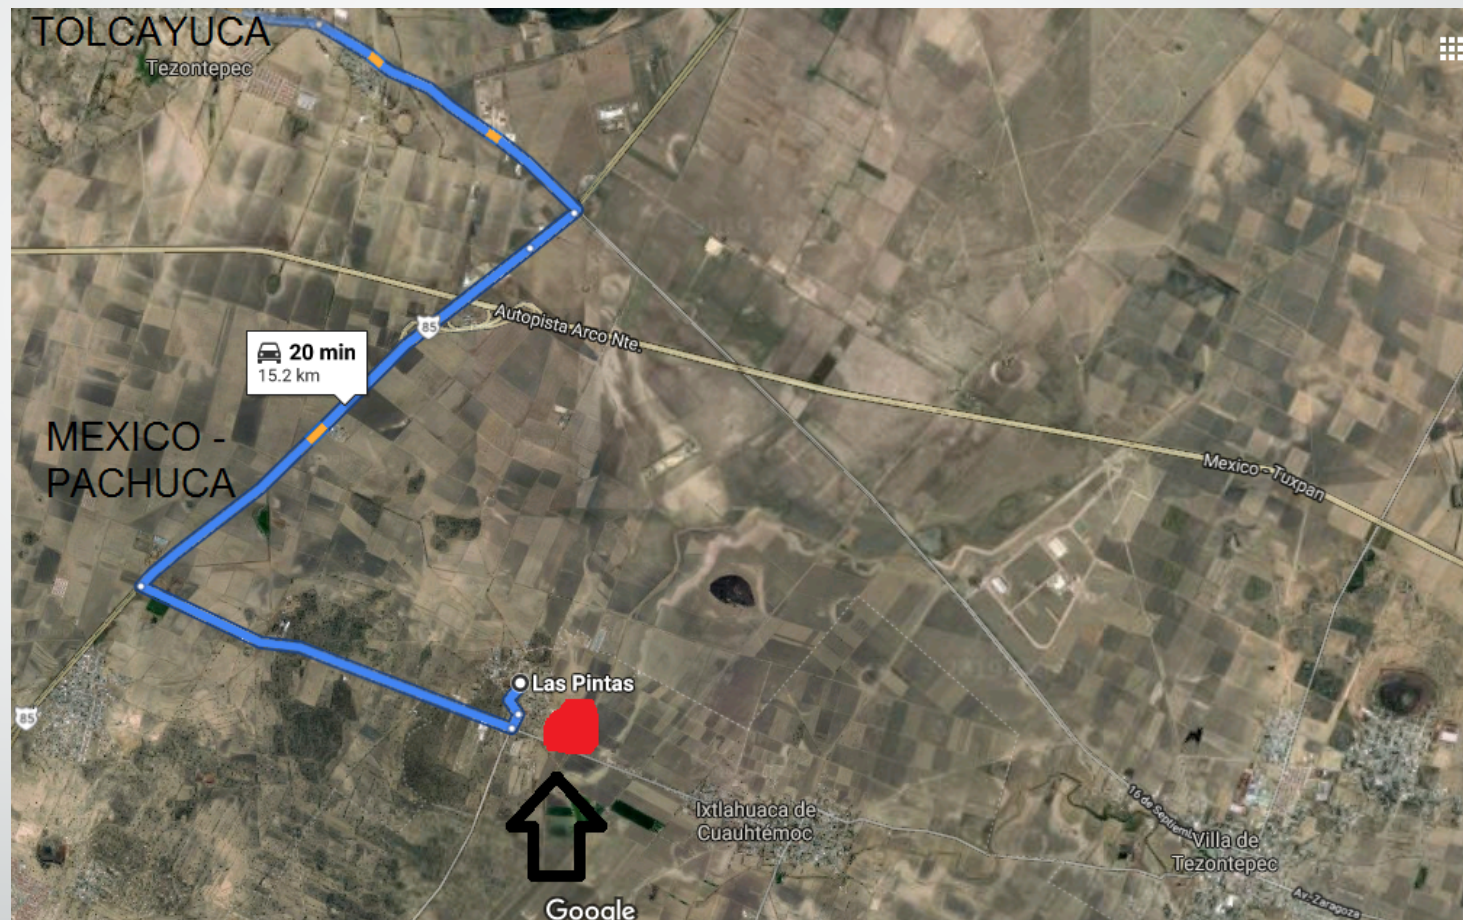 TOLCAYUCA
Tezontepec
Autopista Arco Nte.
85
20 min
15.2 km
MEXICO -
PACHUCA
Mexico - Tuxpan
Las Pintas
85
Ixtlahuaca de
Cuauhtémoc
16 de Septiemb
Villa de
Tezontepec
Av. Zaragoza
Google